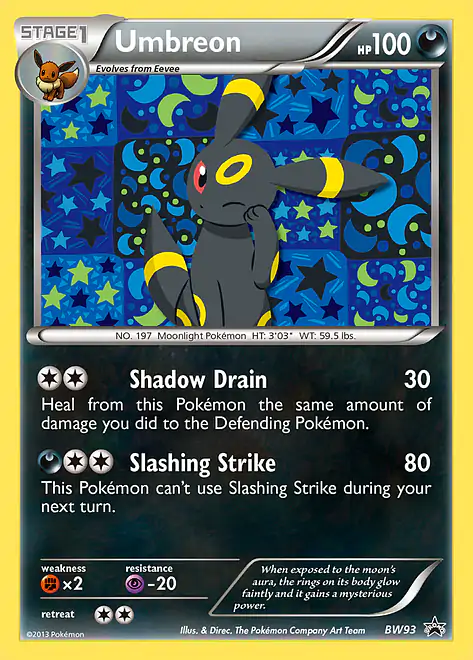 STAGE1
Umbreon
HP100
Evolves from Eevee
NO. 197 Moonlight Pokémon HT: 3'03" WT: 59.5 lbs.
Shadow Drain 30
Heal from this Pokémon the same amount of
damage you did to the Defending Pokémon.
Slashing Strike 80
This Pokémon can't use Slashing Strike during your
next turn.
weakness
×2
resistance
-20
retreat
When exposed to the moon's
aura, the rings on its body glow
faintly and it gains a mysterious
power.
©2013 Pokémon
Illus. & Direc. The Pokémon Company Art Team
BW93
PROMO